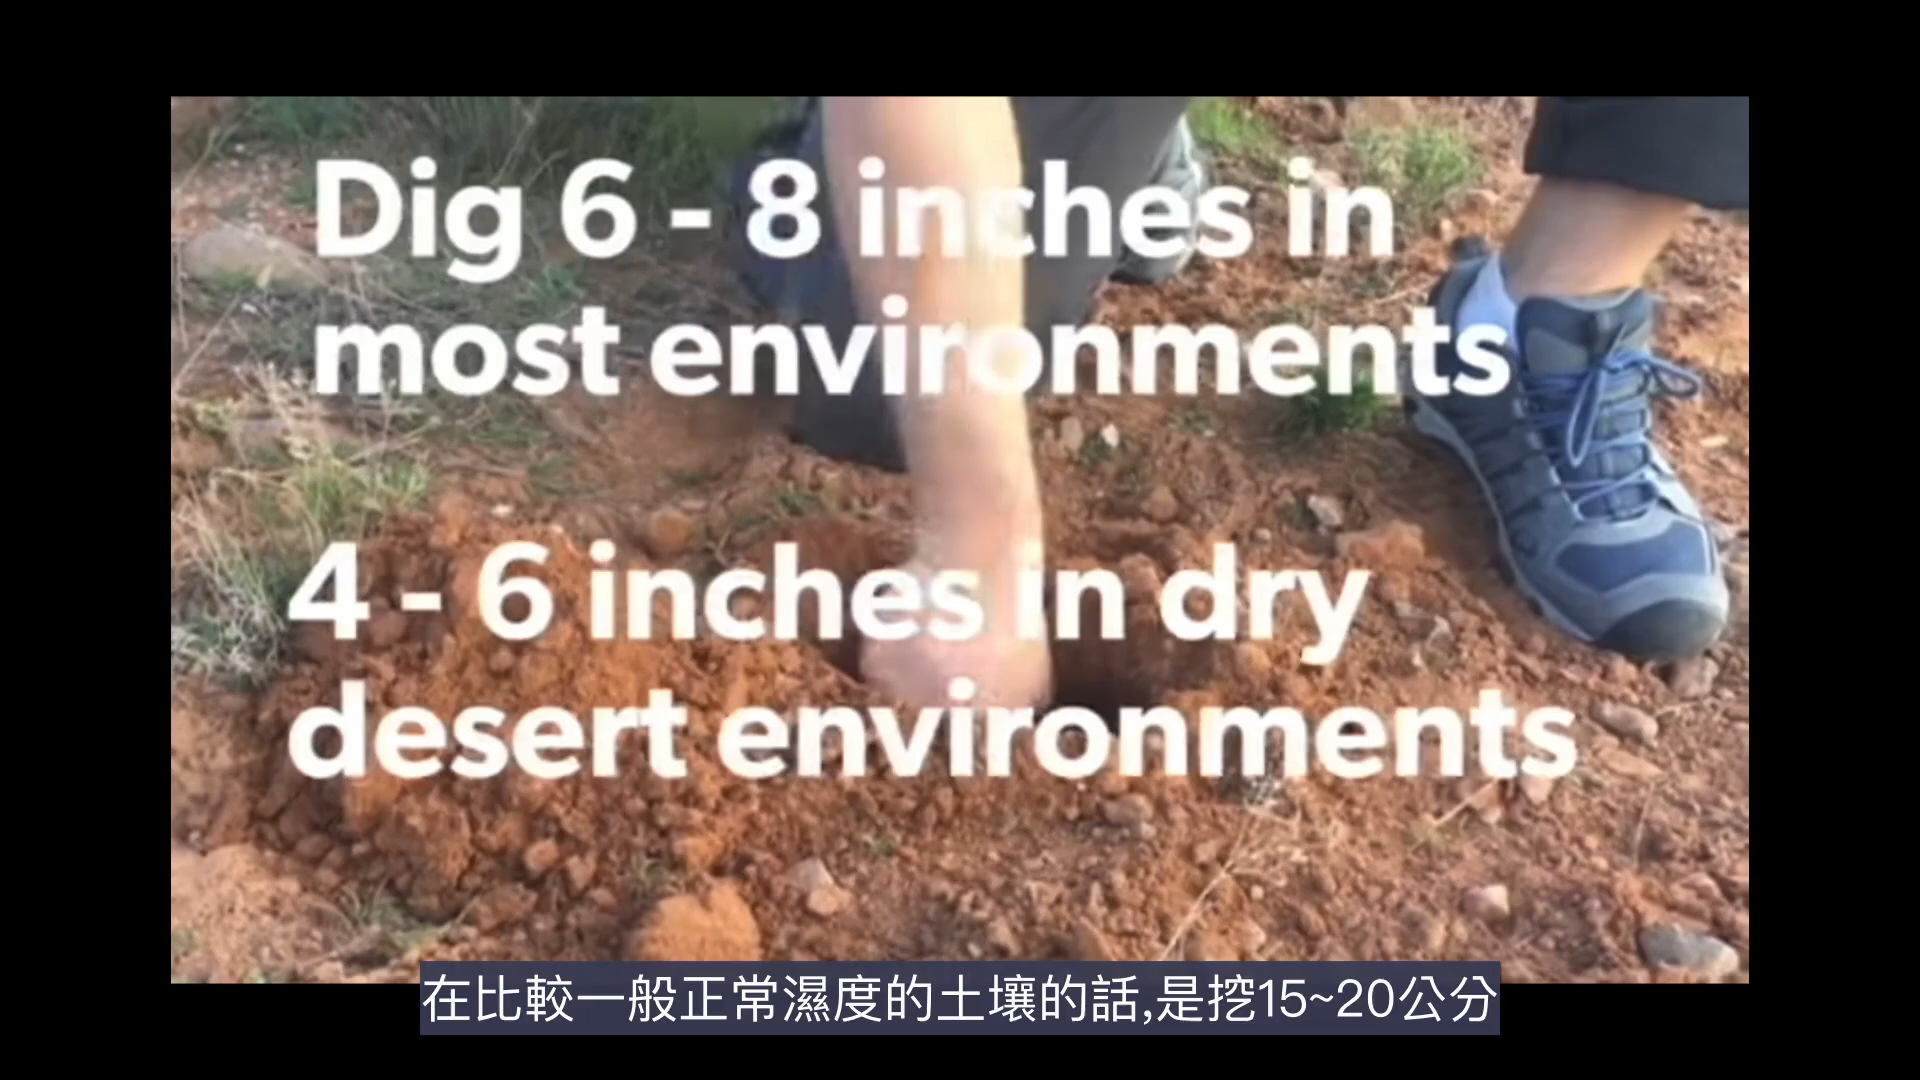 Dig 6 - 8 inches in
most environments
4 - 6 inches in dry
desert environments
在比較一般正常濕度的土壤的話,是挖15~20公分